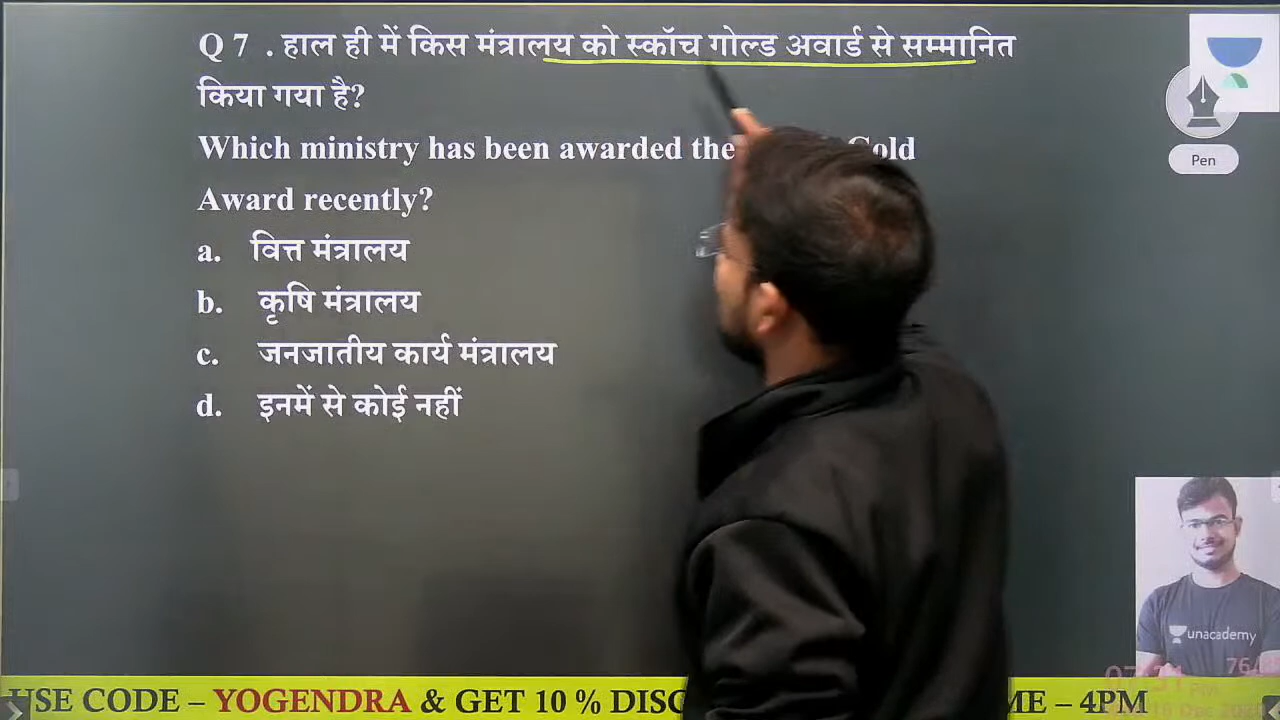 Q 7 . हाल ही में किस मंत्रालय को स्कॉच गोल्ड अवार्ड से सम्मानित
किया गया है?
Which ministry has been awarded the Gold
Award recently?
a. वित्त मंत्रालय
b. कृषि मंत्रालय
c. जनजातीय कार्य मंत्रालय
d. इनमें से कोई नहीं
Pen
unacademy
USE CODE – YOGENDRA & GET 10 % ME – 4PM